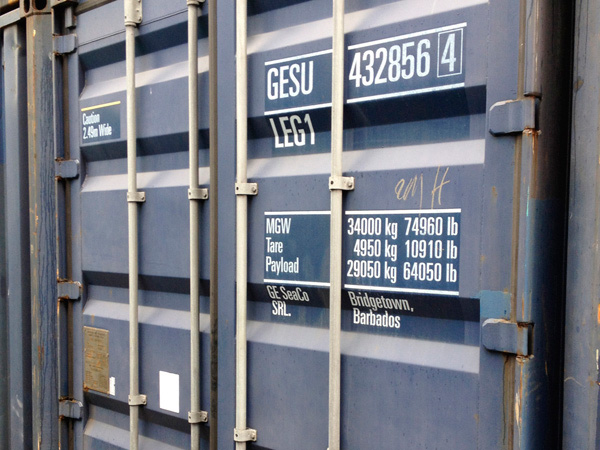 GESU 432856 4
LEG1
Caution
2.49m Wide
MGW 34000 kg 74960 lb
Tare 4950 kg 10910 lb
Payload 29050 kg 64050 lb
GE SeaCo Bridgetown,
SRL. Barbados